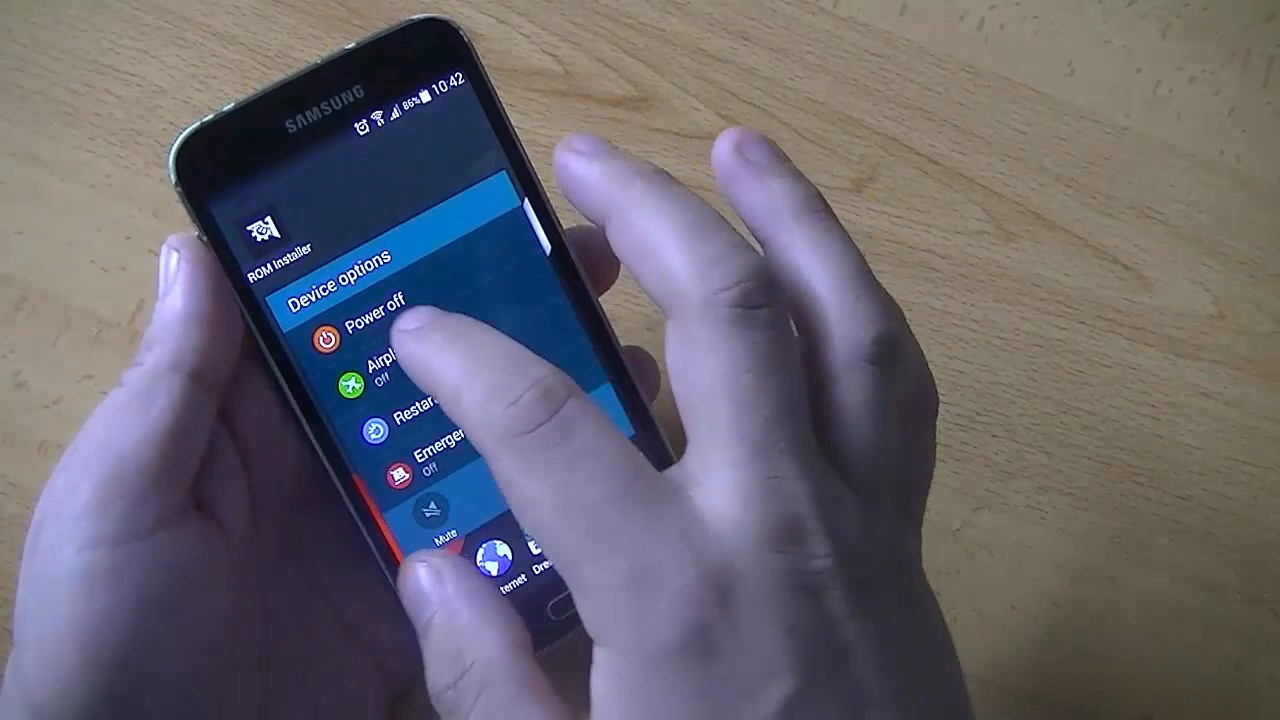 SAMSUNG
86% 10:42
ROM Installer
Device options
Power off
Off
Off
Mute